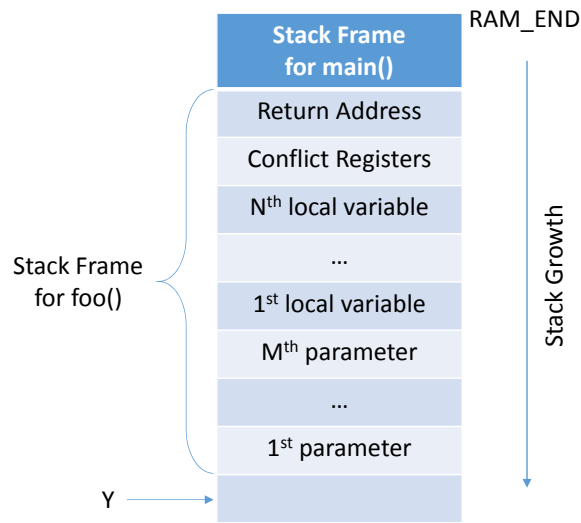 Stack Frame
for main()
RAM_END
Return Address
Conflict Registers
Nth local variable
...
Stack Frame
for foo()
1st local variable
Mth parameter
...
1st parameter
Y
Stack Growth